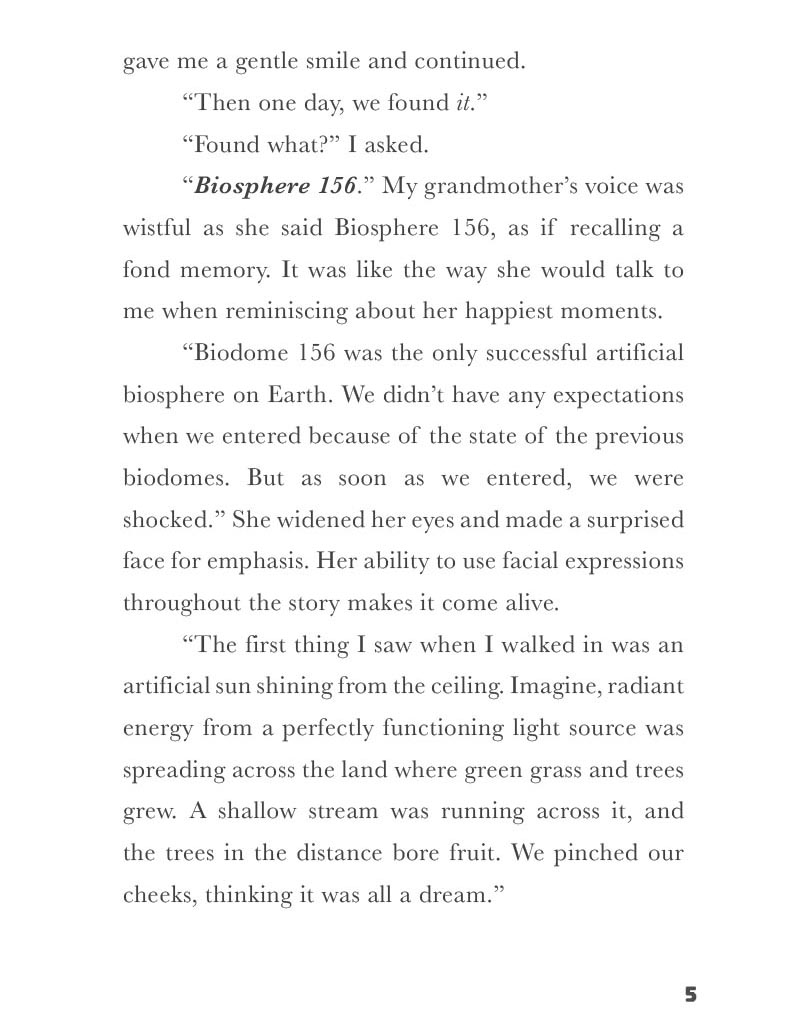 gave me a gentle smile and continued.
“Then one day, we found it.”
“Found what?” I asked.
“Biosphere 156.” My grandmother’s voice was
wistful as she said Biosphere 156, as if recalling a
fond memory. It was like the way she would talk to
me when reminiscing about her happiest moments.
“Biodome 156 was the only successful artificial
biosphere on Earth. We didn’t have any expectations
when we entered because of the state of the previous
biodomes. But as soon as we entered, we were
shocked.” She widened her eyes and made a surprised
face for emphasis. Her ability to use facial expressions
throughout the story makes it come alive.
“The first thing I saw when I walked in was an
artificial sun shining from the ceiling. Imagine, radiant
energy from a perfectly functioning light source was
spreading across the land where green grass and trees
grew. A shallow stream was running across it, and
the trees in the distance bore fruit. We pinched our
cheeks, thinking it was all a dream.”
5